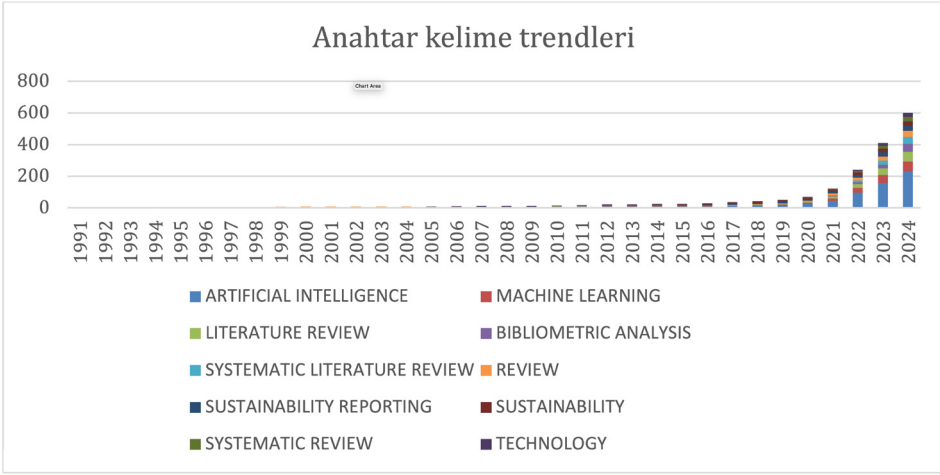 Anahtar kelime trendleri
Chart Area
800
600
400
200
0
1991 1992 1993 1994 1995 1996 1997 1998 1999 2000 2001 2002 2003 2004 2005 2006 2007 2008 2009 2010 2011 2012 2013 2014 2015 2016 2017 2018 2019 2020 2021 2022 2023 2024
ARTIFICIAL INTELLIGENCE MACHINE LEARNING
LITERATURE REVIEW BIBLIOMETRIC ANALYSIS
SYSTEMATIC LITERATURE REVIEW REVIEW
SUSTAINABILITY REPORTING SUSTAINABILITY
SYSTEMATIC REVIEW TECHNOLOGY